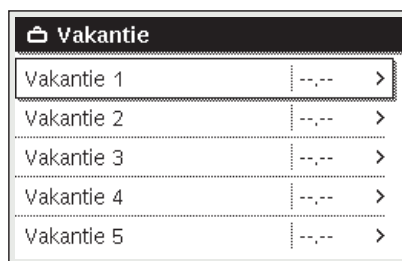 Vakantie
Vakantie 1 --.-- >
Vakantie 2 --.-- >
Vakantie 3 --.-- >
Vakantie 4 --.-- >
Vakantie 5 --.-- >